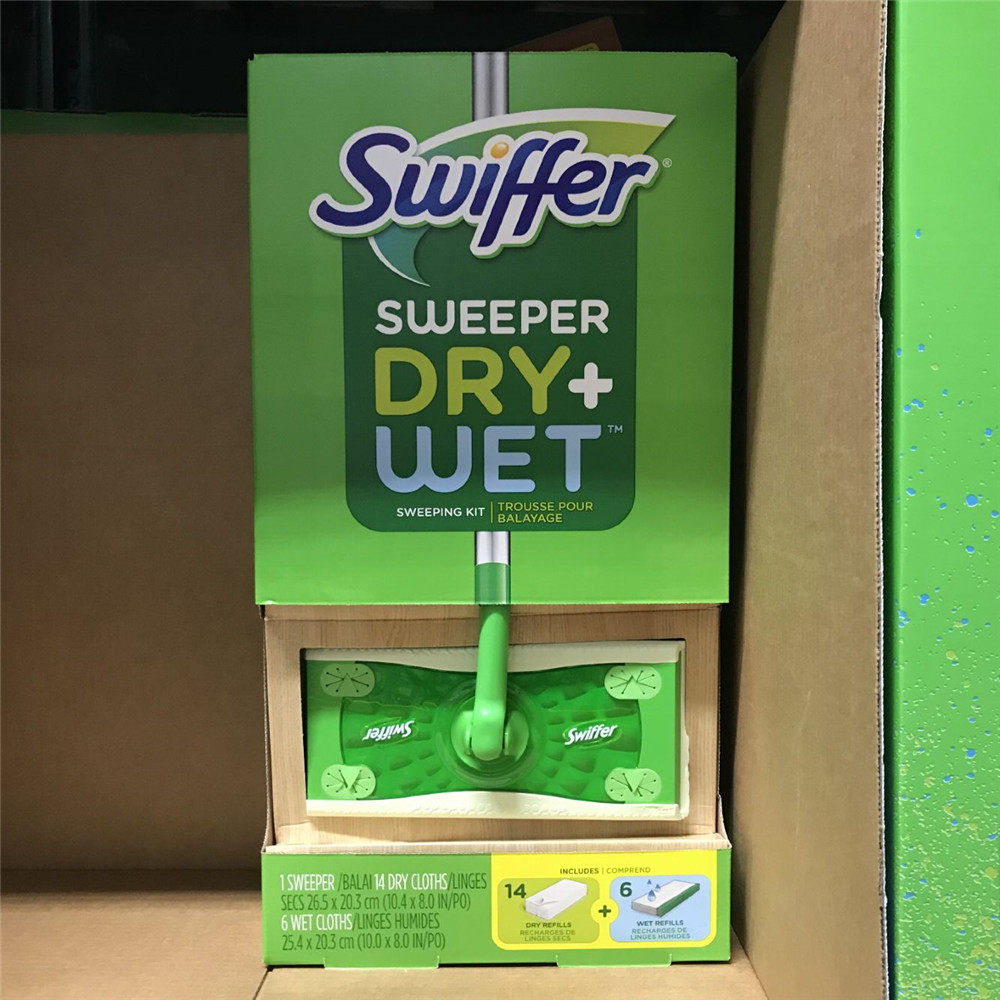 Swiffer®
SWEEPER
DRY+
WET™
SWEEPING KIT | TROUSSE POUR
BALAYAGE
Swiffer
Swiffer
1 SWEEPER /BALAI 14 DRY CLOTHS/LINGES
SECS 26.5 x 20.3 cm (10.4 x 8.0 IN/PO)
6 WET CLOTHS/LINGES HUMIDES
25.4 x 20.3 cm (10.0 x 8.0 IN/PO)
INCLUDES | COMPREND
14
DRY REFILLS
RECHARGES DE
LINGES SECS
+
6
WET REFILLS
RECHARGES DE
LINGES HUMIDES